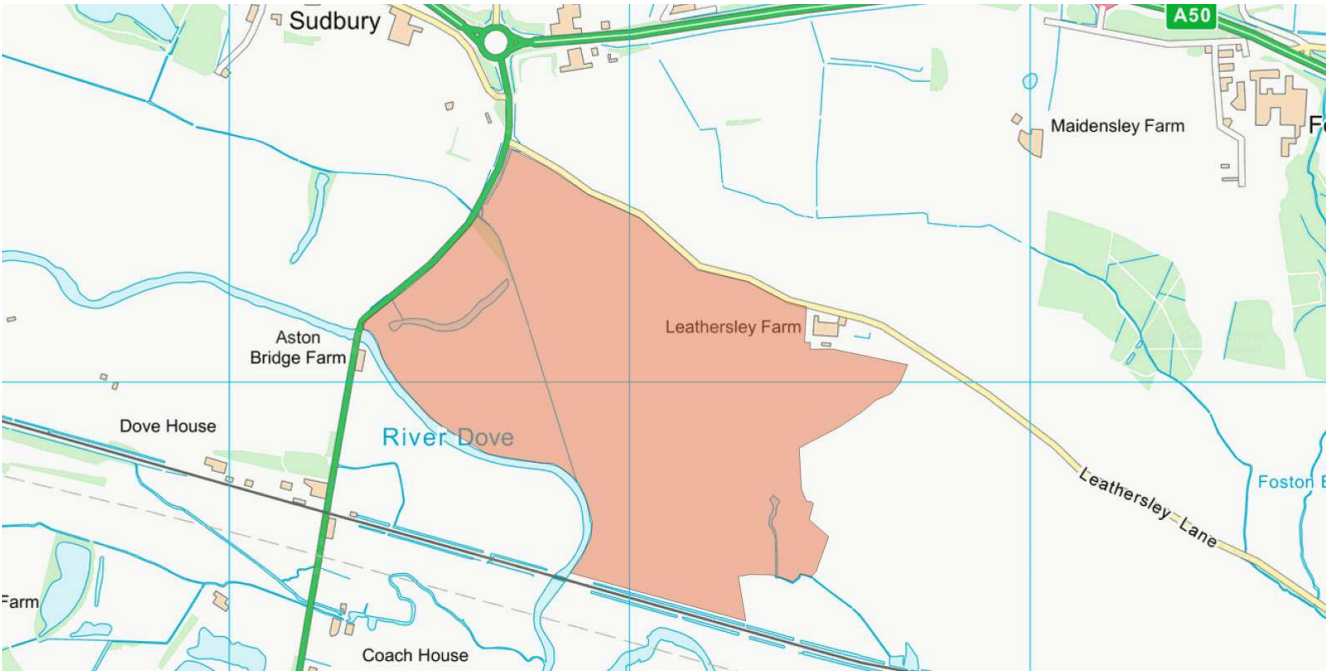 Sudbury
A50
Maidensley Farm
Leathersley Farm
Aston
Bridge Farm
Dove House
River Dove
Leathersley Lane
Foston
Farm
Coach House